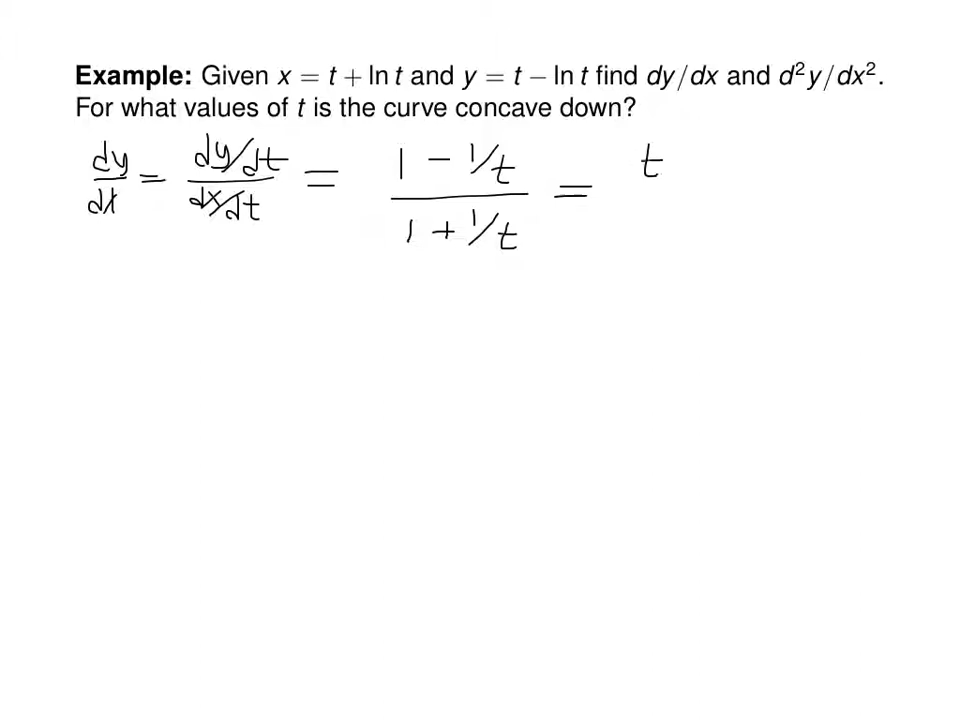 Example: Given x = t + ln t and y = t − ln t find dy/dx and d²y/dx².
For what values of t is the curve concave down?
dy/dx = (dy/dt)/(dx/dt) = (1 − 1/t)/(1 + 1/t) = t